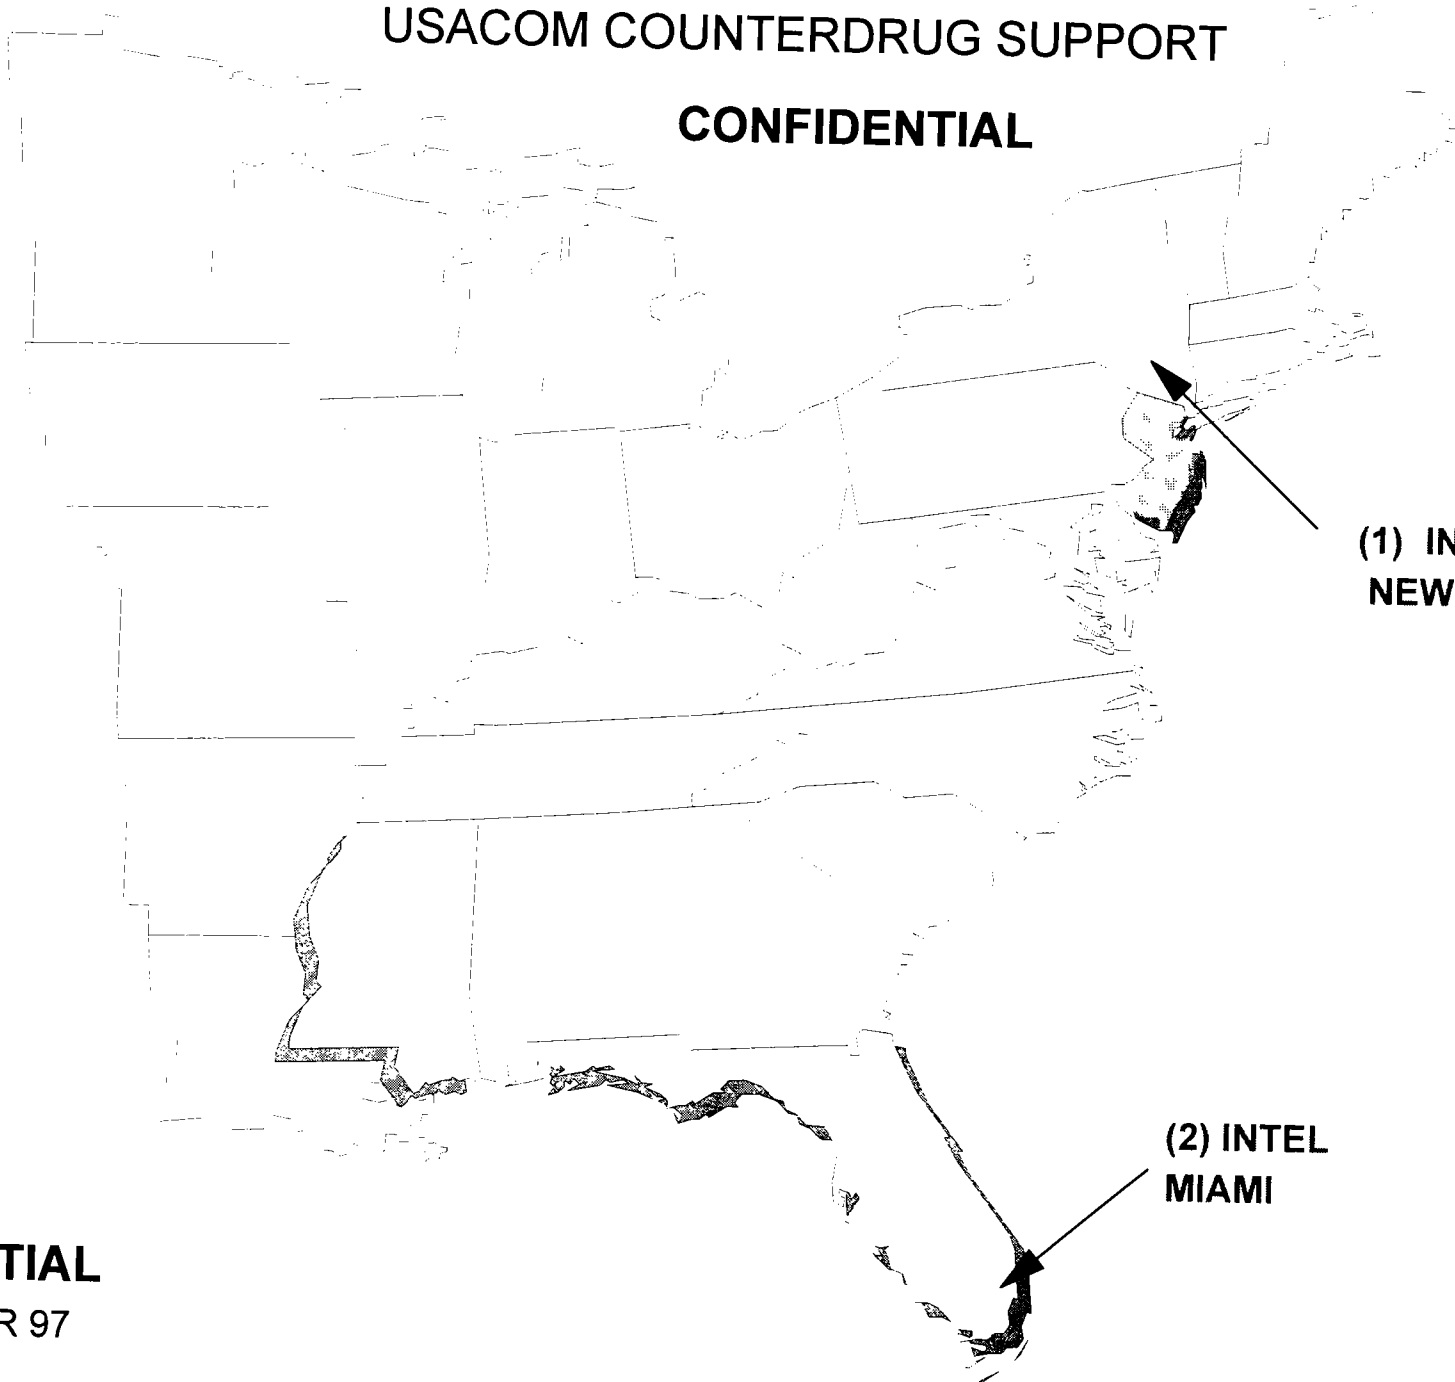 USACOM COUNTERDRUG SUPPORT
CONFIDENTIAL
(1) IN
NEW
(2) INTEL
MIAMI
TIAL
R 97